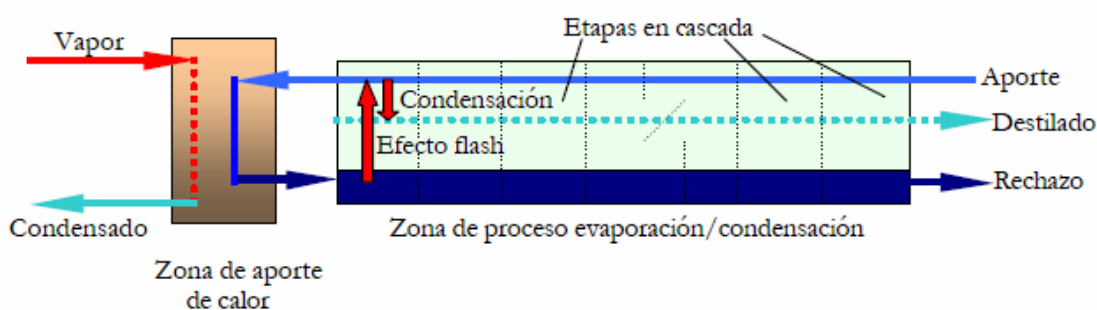 Etapas en cascada
Vapor
Aporte
Condensación
Destilado
Efecto flash
Rechazo
Condensado
Zona de proceso evaporación/condensación
Zona de aporte
de calor